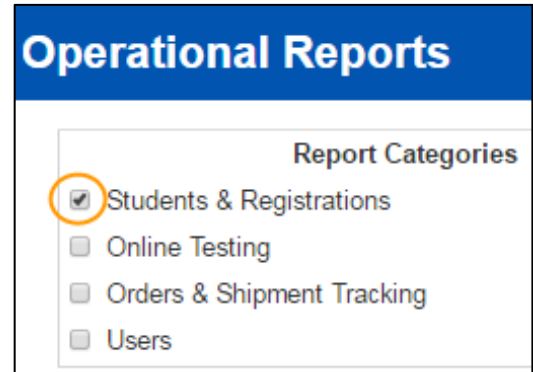 Operational Reports
Report Categories
Students & Registrations
Online Testing
Orders & Shipment Tracking
Users